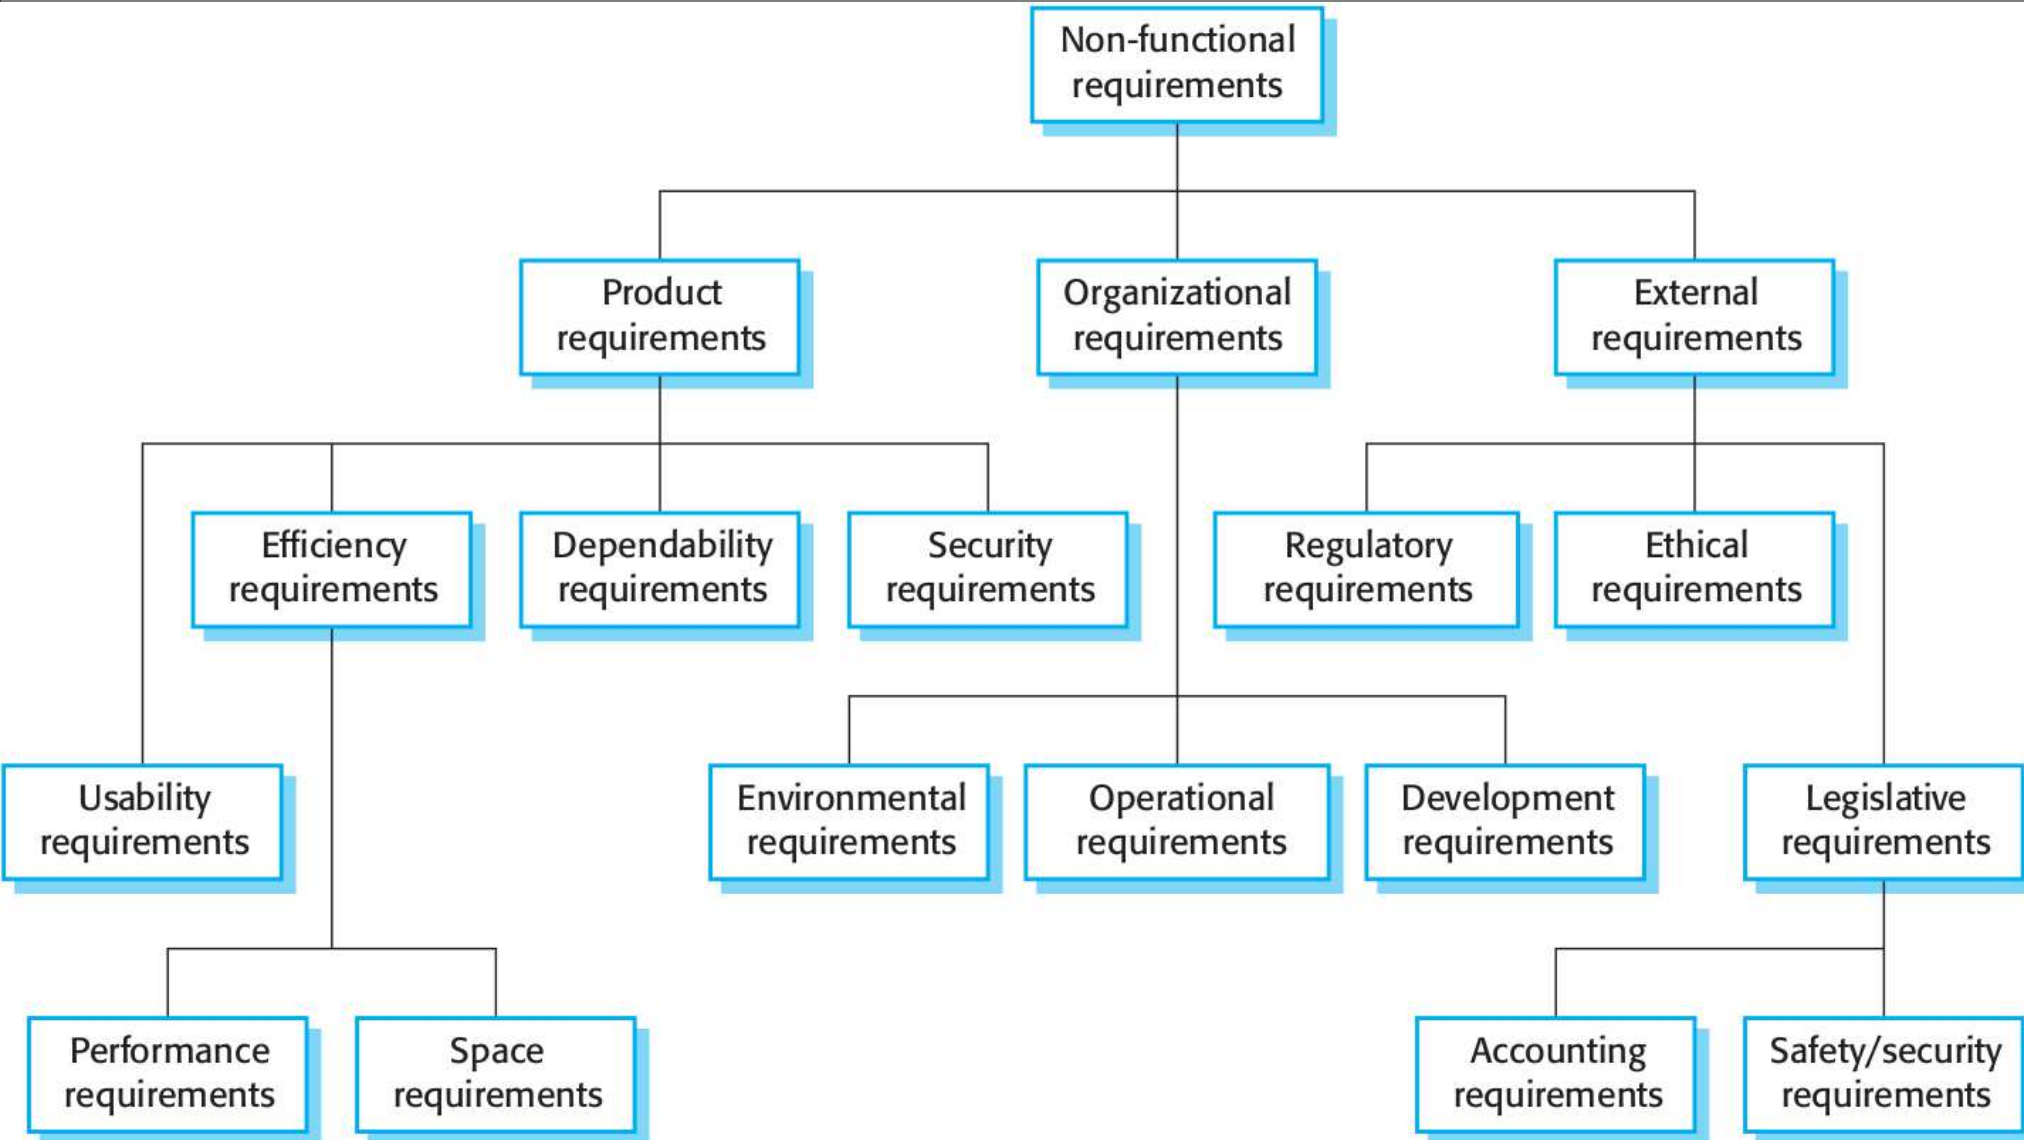 Non-functional
requirements
Product
requirements
Organizational
requirements
External
requirements
Efficiency
requirements
Dependability
requirements
Security
requirements
Regulatory
requirements
Ethical
requirements
Usability
requirements
Environmental
requirements
Operational
requirements
Development
requirements
Legislative
requirements
Performance
requirements
Space
requirements
Accounting
requirements
Safety/security
requirements